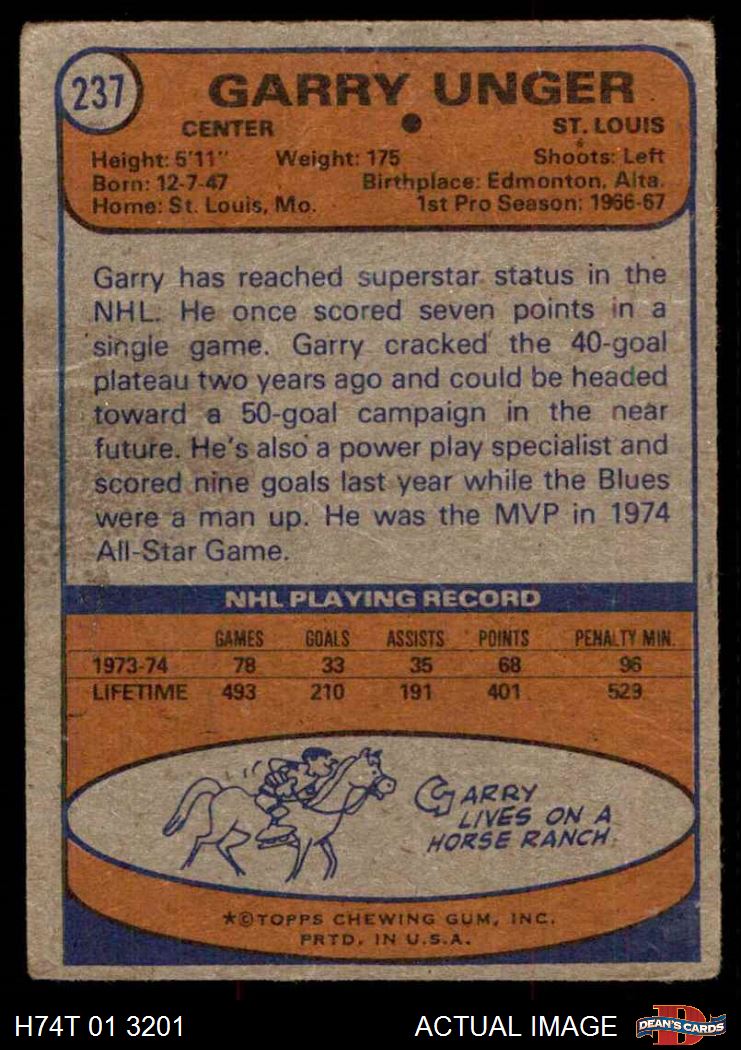 237
GARRY UNGER
CENTER ST. LOUIS
Height: 5'11" Weight: 175 Shoots: Left
Born: 12-7-47 Birthplace: Edmonton, Alta.
Home: St. Louis, Mo. 1st Pro Season: 1966-67
Garry has reached superstar status in the
NHL. He once scored seven points in a
single game. Garry cracked the 40-goal
plateau two years ago and could be headed
toward a 50-goal campaign in the near
future. He's also a power play specialist and
scored nine goals last year while the Blues
were a man up. He was the MVP in 1974
All-Star Game.
NHL PLAYING RECORD
GAMES GOALS ASSISTS POINTS PENALTY MIN.
1973-74 78 33 35 68 96
LIFETIME 493 210 191 401 529
GARRY
LIVES ON A
HORSE RANCH.
★©TOPPS CHEWING GUM, INC.
PRTD. IN U.S.A.
H74T 01 3201 ACTUAL IMAGE DEAN'S CARDS